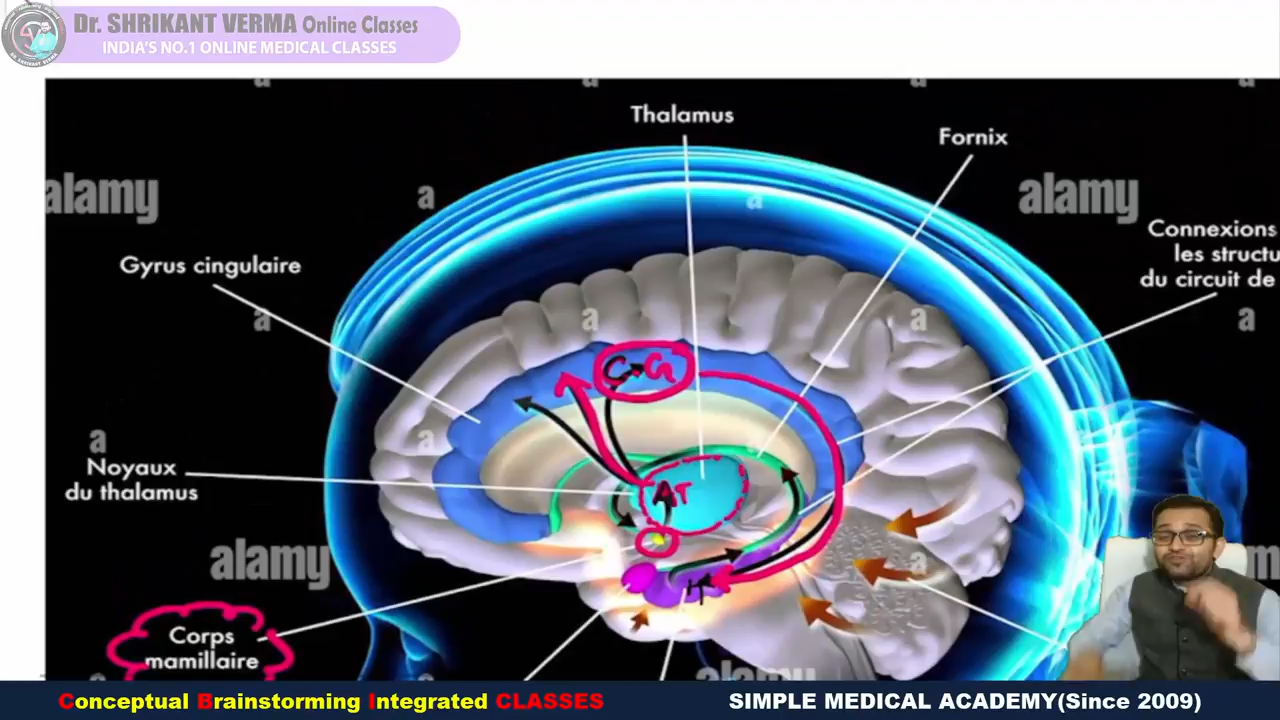 Dr. SHRIKANT VERMA Online Classes
INDIA'S NO.1 ONLINE MEDICAL CLASSES
Thalamus
Fornix
alamy
a
alamy
a
a
Connexions
les structu
du circuit de
Gyrus cingulaire
a
a
a
a
CG
a
a
a
Noyaux
du thalamus
AT
alamy
a
Corps
mamillaire
alamy
Conceptual Brainstorming Integrated CLASSES
SIMPLE MEDICAL ACADEMY(Since 2009)